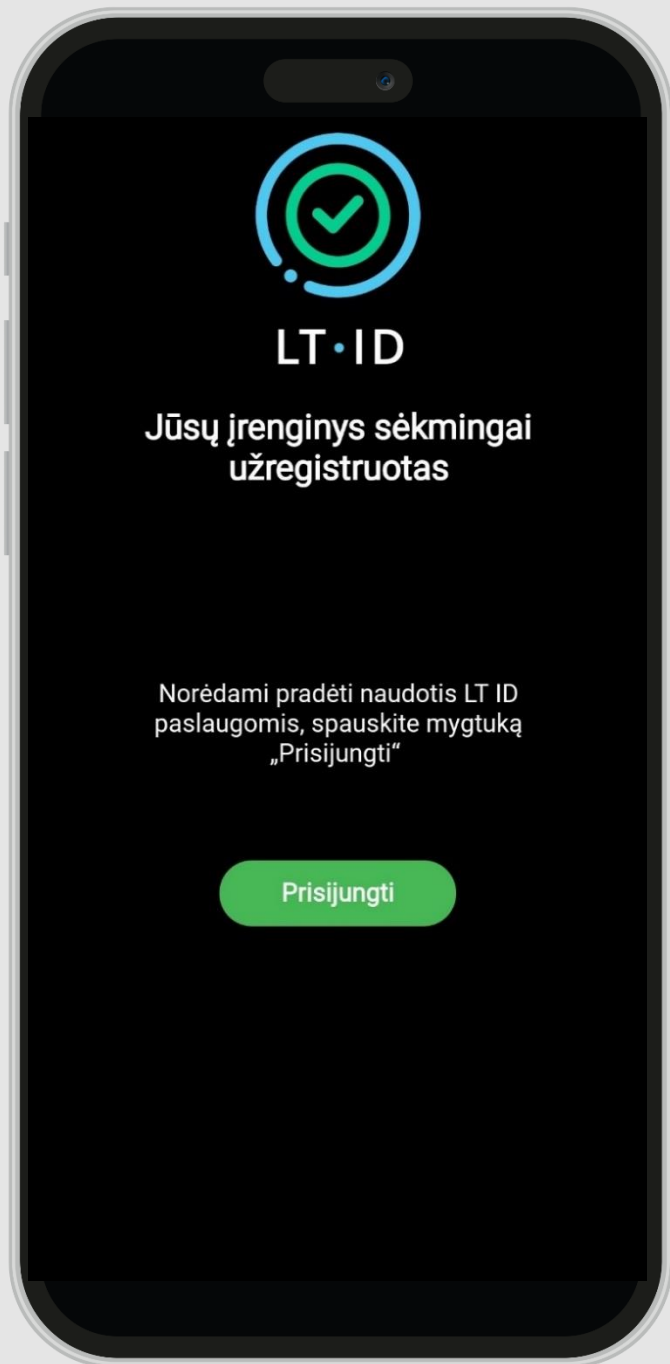 LT·ID
Jūsų įrenginys sėkmingai
užregistruotas
Norėdami pradėti naudotis LT ID
paslaugomis, spauskite mygtuką
„Prisijungti“
Prisijungti